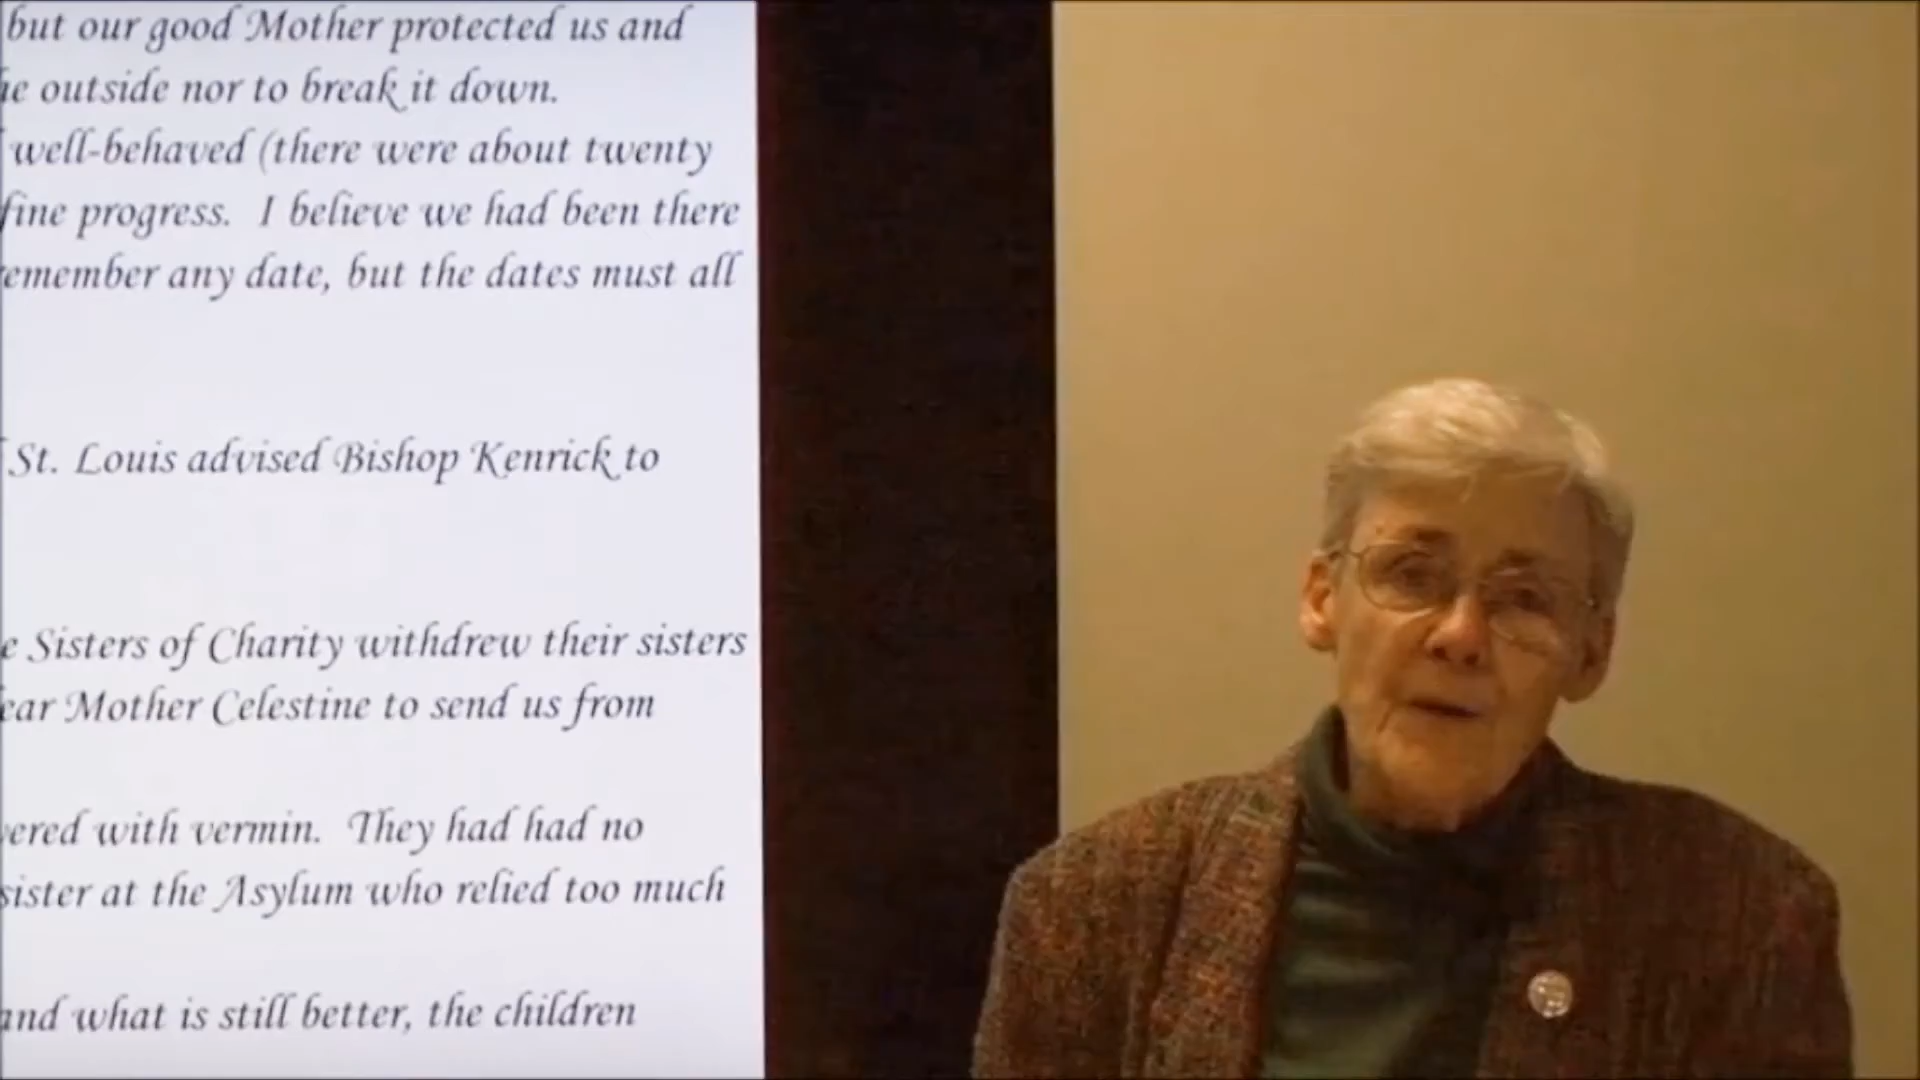 but our good Mother protected us and
he outside nor to break it down.
well-behaved (there were about twenty
fine progress. I believe we had been there
remember any date, but the dates must all
St. Louis advised Bishop Kenrick to
e Sisters of Charity withdrew their sisters
ear Mother Celestine to send us from
vered with vermin. They had had no
sister at the Asylum who relied too much
and what is still better, the children